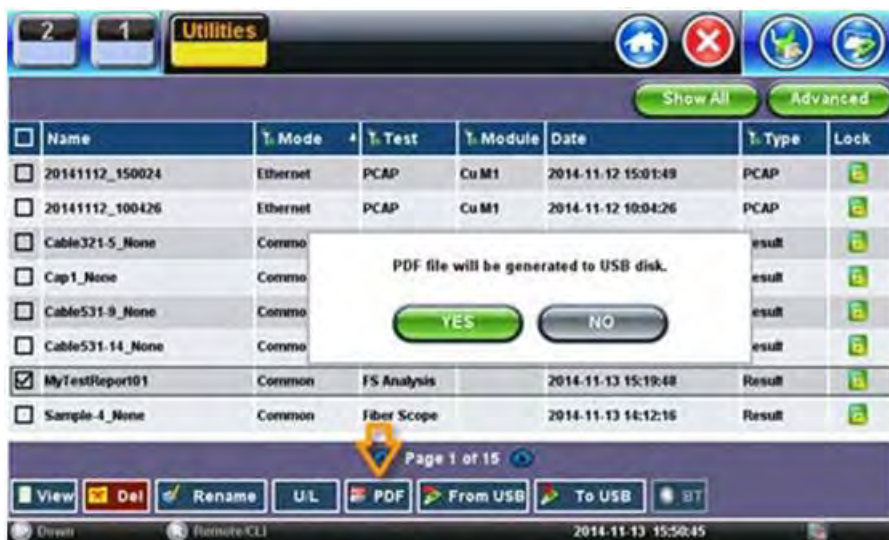 2 1 Utilities
Show All Advanced
Name Mode Test Module Date Type Lock
20141112_150024 Ethernet PCAP Cu M1 2014-11-12 15:01:49 PCAP
20141112_100426 Ethernet PCAP Cu M1 2014-11-12 10:04:26 PCAP
Cable321-5_None Commo esult
Cap1_None Commo esult
Cable531-9_None Commo esult
Cable531-14_None Commo esult
PDF file will be generated to USB disk.
YES NO
MyTestReport01 Common FS Analysis 2014-11-13 15:19:48 Result
Sample-4_None Common Fiber Scope 2014-11-13 14:12:16 Result
Page 1 of 15
View Del Rename U/L PDF From USB To USB BT
Down Remote/CLI 2014-11-13 15:50:45